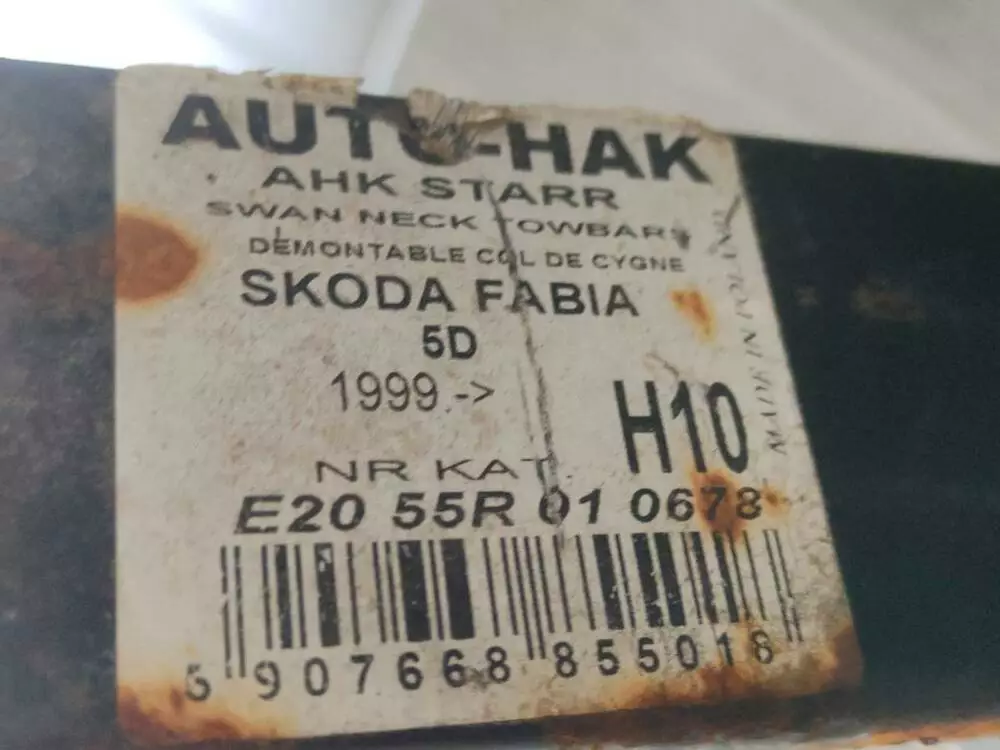 AUTO-HAK
AHK STARR
SWAN NECK TOWBARS
DEMONTABLE COL DE CYGNE
SKODA FABIA
5D
1999.->
H10
NR KAT.
E20 55R 01 0678
5 907668 855018
MADE IN POLAND